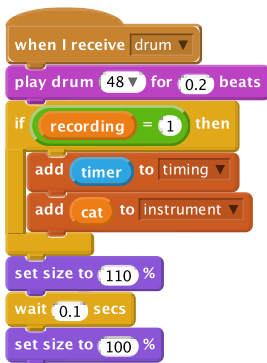 when I receive drum
play drum 48 for 0.2 beats
if recording = 1 then
add timer to timing
add cat to instrument
set size to 110 %
wait 0.1 secs
set size to 100 %